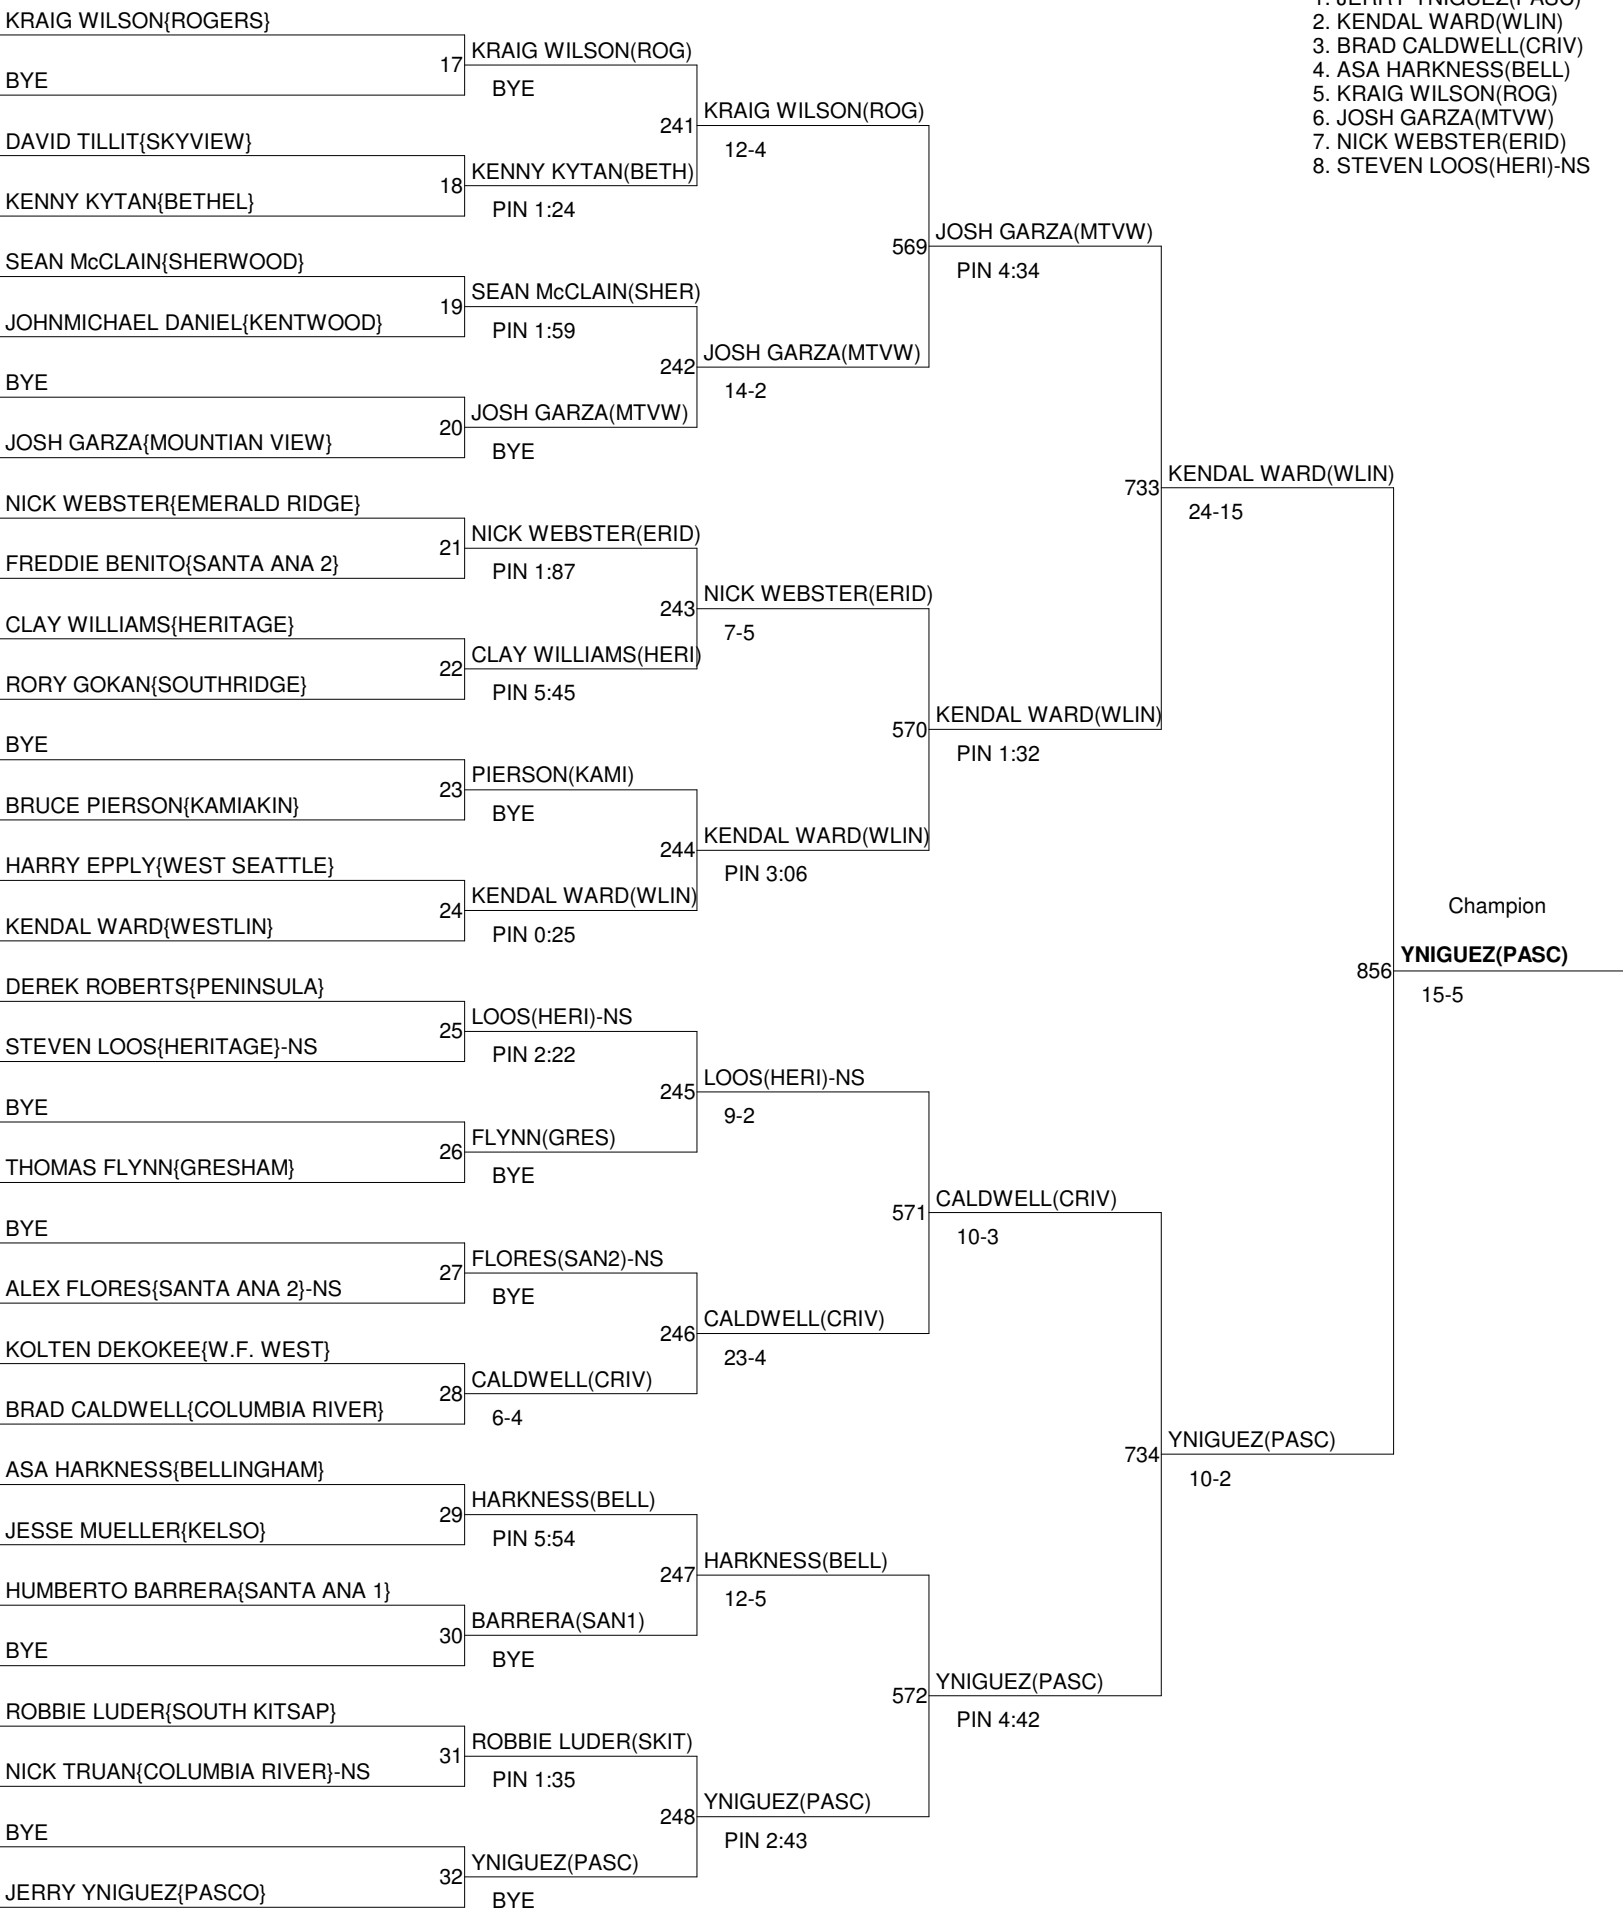 1. JERRY YNIGUEZ(PASC)
2. KENDAL WARD(WLIN)
3. BRAD CALDWELL(CRIV)
4. ASA HARKNESS(BELL)
5. KRAIG WILSON(ROG)
6. JOSH GARZA(MTVW)
7. NICK WEBSTER(ERID)
8. STEVEN LOOS(HERI)-NS
KRAIG WILSON{ROGERS}
BYE
DAVID TILLIT{SKYVIEW}
KENNY KYTAN{BETHEL}
SEAN McCLAIN{SHERWOOD}
JOHNMICHAEL DANIEL{KENTWOOD}
BYE
JOSH GARZA{MOUNTIAN VIEW}
NICK WEBSTER{EMERALD RIDGE}
FREDDIE BENITO{SANTA ANA 2}
CLAY WILLIAMS{HERITAGE}
RORY GOKAN{SOUTHRIDGE}
BYE
BRUCE PIERSON{KAMIAKIN}
HARRY EPPLY{WEST SEATTLE}
KENDAL WARD{WESTLIN}
DEREK ROBERTS{PENINSULA}
STEVEN LOOS{HERITAGE}-NS
BYE
THOMAS FLYNN{GRESHAM}
BYE
ALEX FLORES{SANTA ANA 2}-NS
KOLTEN DEKOKEE{W.F. WEST}
BRAD CALDWELL{COLUMBIA RIVER}
ASA HARKNESS{BELLINGHAM}
JESSE MUELLER{KELSO}
HUMBERTO BARRERA{SANTA ANA 1}
BYE
ROBBIE LUDER{SOUTH KITSAP}
NICK TRUAN{COLUMBIA RIVER}-NS
BYE
JERRY YNIGUEZ{PASCO}
17 KRAIG WILSON(ROG)
BYE
18 KENNY KYTAN(BETH)
PIN 1:24
19 SEAN McCLAIN(SHER)
PIN 1:59
20 JOSH GARZA(MTVW)
BYE
21 NICK WEBSTER(ERID)
PIN 1:87
22 CLAY WILLIAMS(HERI)
PIN 5:45
23 PIERSON(KAMI)
BYE
24 KENDAL WARD(WLIN)
PIN 0:25
25 LOOS(HERI)-NS
PIN 2:22
26 FLYNN(GRES)
BYE
27 FLORES(SAN2)-NS
BYE
28 CALDWELL(CRIV)
6-4
29 HARKNESS(BELL)
PIN 5:54
30 BARRERA(SAN1)
BYE
31 ROBBIE LUDER(SKIT)
PIN 1:35
32 YNIGUEZ(PASC)
BYE
241 KRAIG WILSON(ROG)
12-4
242 JOSH GARZA(MTVW)
14-2
243 NICK WEBSTER(ERID)
7-5
244 KENDAL WARD(WLIN)
PIN 3:06
245 LOOS(HERI)-NS
9-2
246 CALDWELL(CRIV)
23-4
247 HARKNESS(BELL)
12-5
248 YNIGUEZ(PASC)
PIN 2:43
569 JOSH GARZA(MTVW)
PIN 4:34
570 KENDAL WARD(WLIN)
PIN 1:32
571 CALDWELL(CRIV)
10-3
572 YNIGUEZ(PASC)
PIN 4:42
733 KENDAL WARD(WLIN)
24-15
734 YNIGUEZ(PASC)
10-2
Champion
856 YNIGUEZ(PASC)
15-5